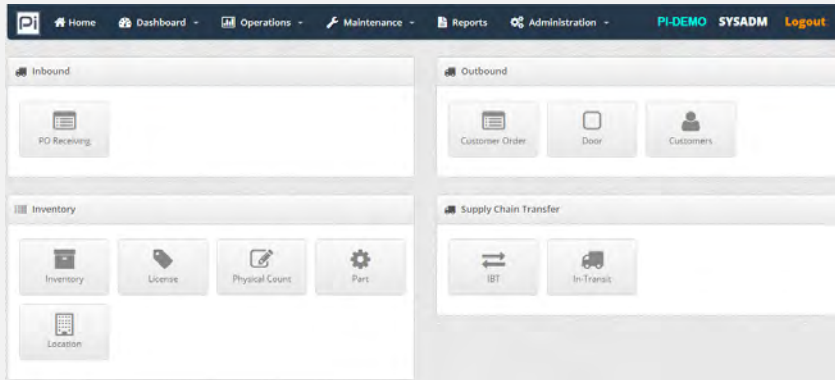 Pi Home Dashboard Operations Maintenance Reports Administration PI-DEMO SYSADM Logout
Inbound
PO Receiving
Outbound
Customer Order Door Customers
Inventory
Inventory License Physical Count Part
Location
Supply Chain Transfer
IBT In-Transit